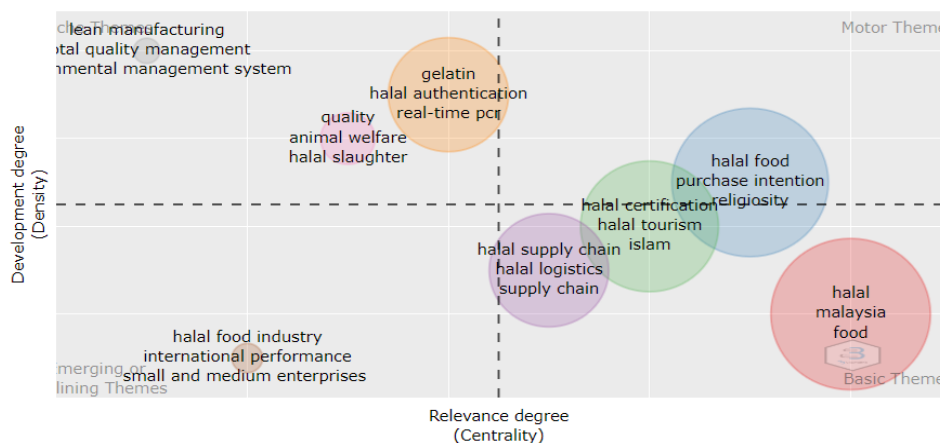 che Themes
Motor Theme
lean manufacturing
otal quality management
nmental management system
gelatin
halal authentication
real-time pcr
quality
animal welfare
halal slaughter
halal food
purchase intention
religiosity
halal certification
halal tourism
islam
halal supply chain
halal logistics
supply chain
halal
malaysia
food
halal food industry
international performance
small and medium enterprises
Emerging or
lining Themes
Basic Theme
Development degree
(Density)
Relevance degree
(Centrality)